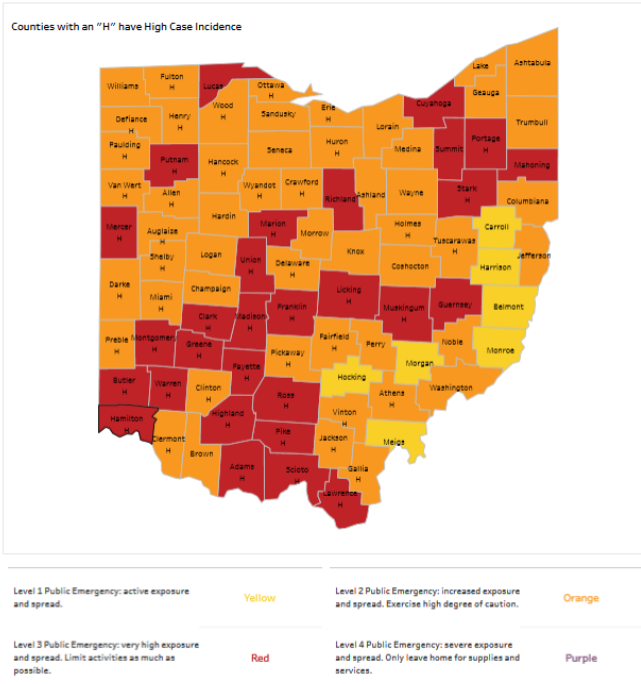 Counties with an "H" have High Case Incidence
Williams
Fulton
H
Lucas
Ottawa
H
Lake
Geauga
Ashtabula
Defiance
H
Henry
H
Wood
H
Sandusky
Erie
H
Lorain
Cuyahoga
Trumbull
Paulding
H
Putnam
H
Hancock
H
Seneca
Huron
H
Medina
Summit
Portage
H
Mahoning
Van Wert
H
Allen
H
Wyandot
H
Crawford
H
Richland
Ashland
Wayne
Stark
H
Columbiana
Mercer
H
Auglaize
H
Hardin
Marion
H
Morrow
Holmes
H
Tuscarawas
H
Carroll
Jefferson
Shelby
H
Logan
Union
H
Delaware
H
Knox
Coshocton
Harrison
Darke
H
Miami
H
Champaign
Clark
H
Madison
H
Franklin
H
Licking
H
Muskingum
H
Guernsey
Belmont
Preble
H
Montgomery
H
Greene
H
Fayette
H
Pickaway
H
Fairfield
H
Perry
Morgan
Noble
Monroe
Butler
H
Warren
H
Clinton
H
Ross
H
Hocking
Athens
H
Washington
Hamilton
H
Clermont
H
Highland
H
Pike
H
Vinton
H
Jackson
H
Meigs
Brown
Adams
H
Scioto
H
Gallia
H
Lawrence
H
Level 1 Public Emergency: active exposure
and spread.
Yellow
Level 2 Public Emergency: increased exposure
and spread. Exercise high degree of caution.
Orange
Level 3 Public Emergency: very high exposure
and spread. Limit activities as much as
possible.
Red
Level 4 Public Emergency: severe exposure
and spread. Only leave home for supplies and
services.
Purple